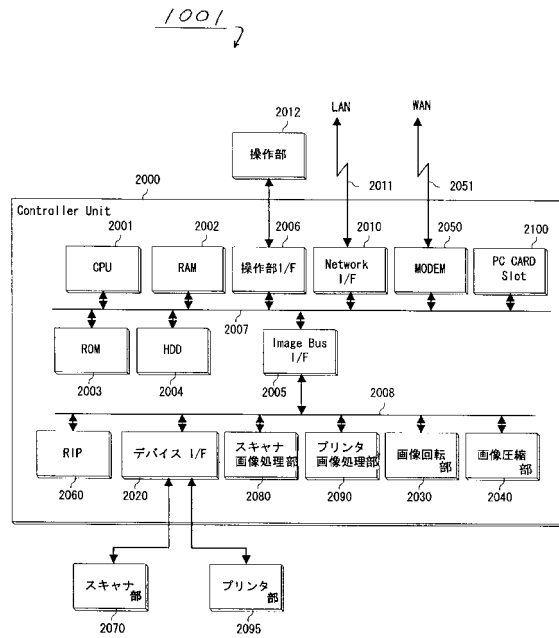 1001
2012
LAN
WAN
操作部
2011
2051
2000
Controller Unit
2001
2002
2006
2010
2050
2100
CPU
RAM
操作部I/F
Network
I/F
MODEM
PC CARD
Slot
2007
ROM
HDD
Image Bus
I/F
2003
2004
2005
2008
RIP
デバイス I/F
スキャナ
画像処理部
プリンタ
画像処理部
画像回転
部
画像圧縮
部
2060
2020
2080
2090
2030
2040
スキャナ
部
プリンタ
部
2070
2095